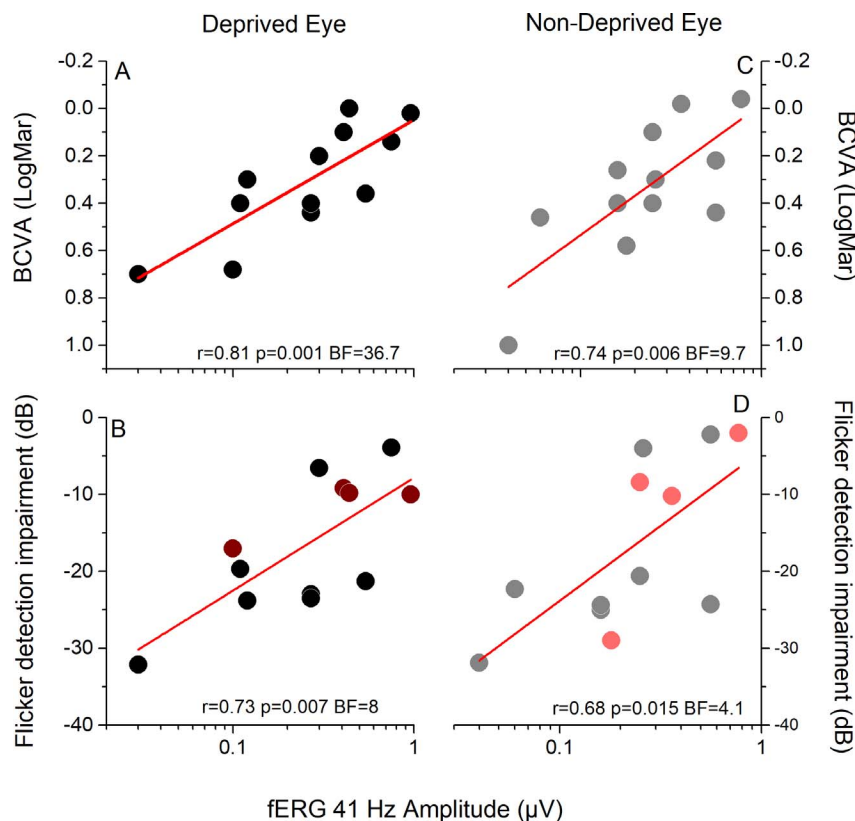 Deprived Eye
Non-Deprived Eye
A
C
BCVA (LogMar)
-0.2
0.0
0.2
0.4
0.6
0.8
1.0
r=0.81 p=0.001 BF=36.7
r=0.74 p=0.006 BF=9.7
-0.2
0.0
0.2
0.4
0.6
0.8
1.0
BCVA (LogMar)
B
D
Flicker detection impairment (dB)
0
-10
-20
-30
-40
r=0.73 p=0.007 BF=8
r=0.68 p=0.015 BF=4.1
0
-10
-20
-30
-40
Flicker detection impairment (dB)
0.1
1
0.1
1
fERG 41 Hz Amplitude (µV)